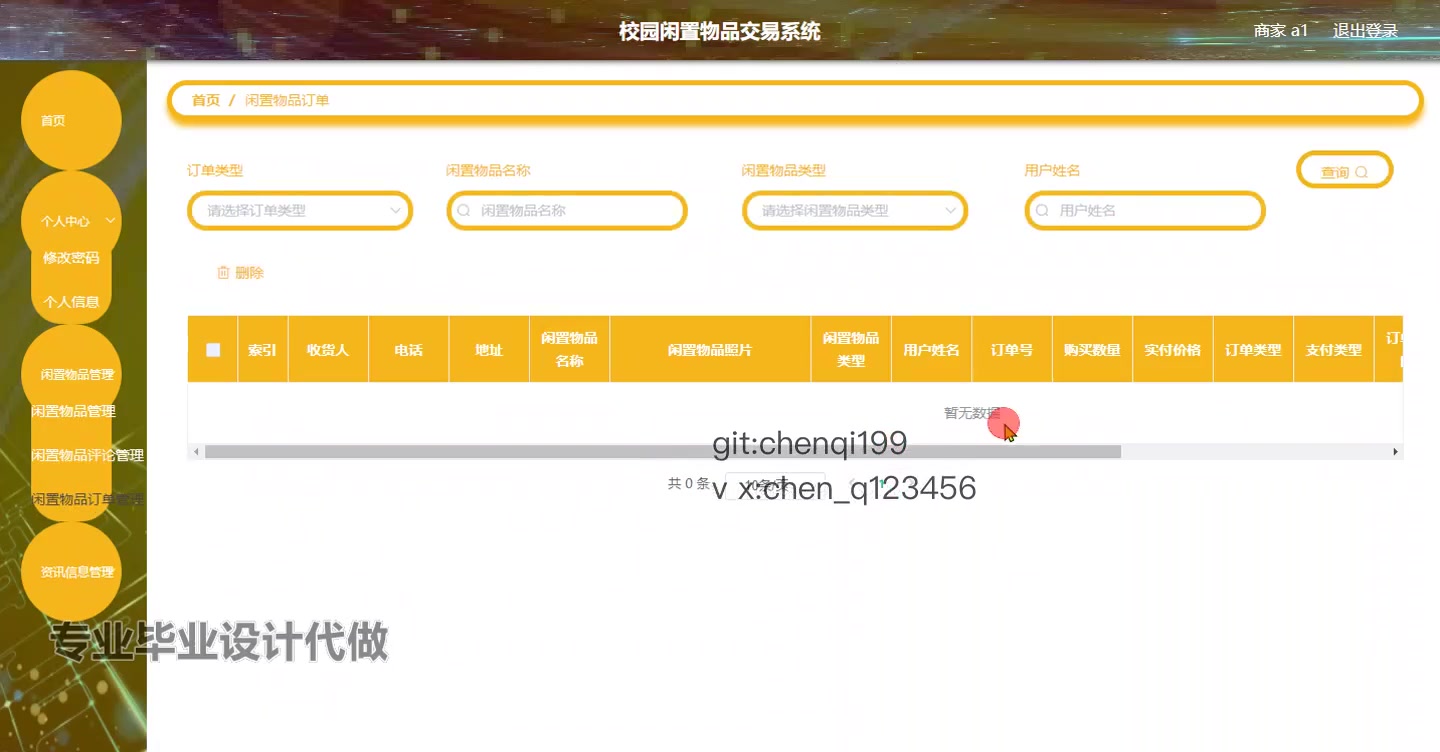 校园闲置物品交易系统
商家 a1 退出登录
首页
个人中心
修改密码
个人信息
闲置物品管理
闲置物品管理
闲置物品评论管理
闲置物品订单管理
资讯信息管理
首页 / 闲置物品订单
订单类型 闲置物品名称 闲置物品类型 用户姓名
请选择订单类型 闲置物品名称 请选择闲置物品类型 用户姓名 查询
删除
索引 收货人 电话 地址 闲置物品名称 闲置物品照片 闲置物品类型 用户姓名 订单号 购买数量 实付价格 订单类型 支付类型
暂无数据
git:chenqi199
共 0 条 10条/页 1
v x:chen_q123456
专业毕业设计代做